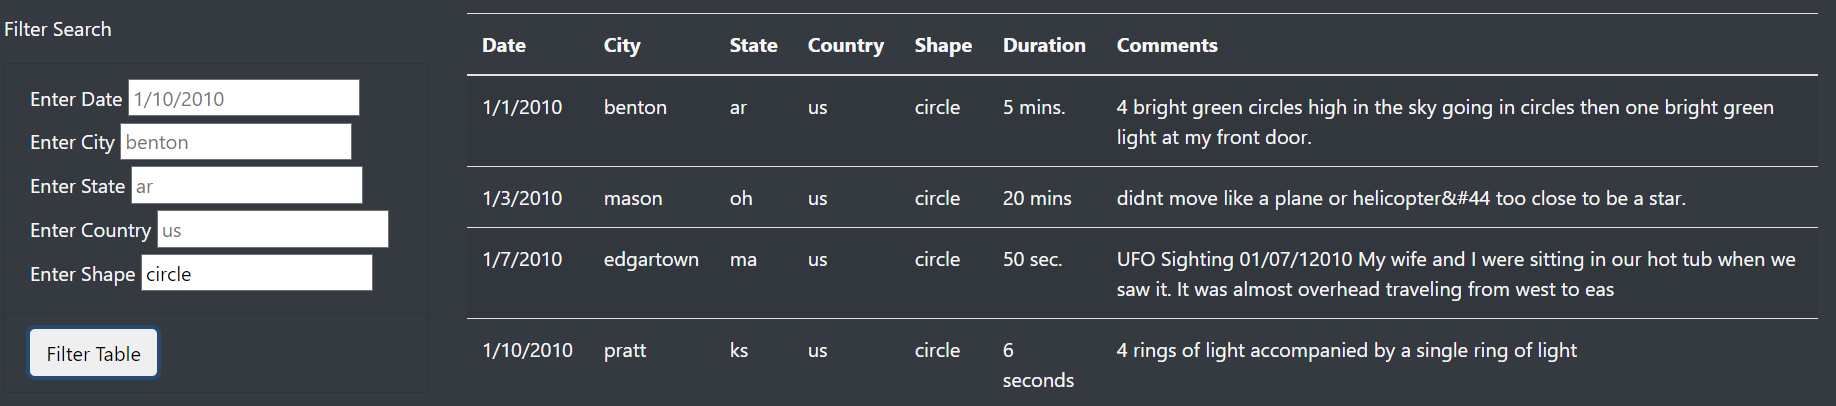 Filter Search
Enter Date 1/10/2010
Enter City benton
Enter State ar
Enter Country us
Enter Shape circle
Filter Table
Date City State Country Shape Duration Comments
1/1/2010 benton ar us circle 5 mins. 4 bright green circles high in the sky going in circles then one bright green
light at my front door.
1/3/2010 mason oh us circle 20 mins didnt move like a plane or helicopter&#44 too close to be a star.
1/7/2010 edgartown ma us circle 50 sec. UFO Sighting 01/07/12010 My wife and I were sitting in our hot tub when we
saw it. It was almost overhead traveling from west to eas
1/10/2010 pratt ks us circle 6 4 rings of light accompanied by a single ring of light
seconds